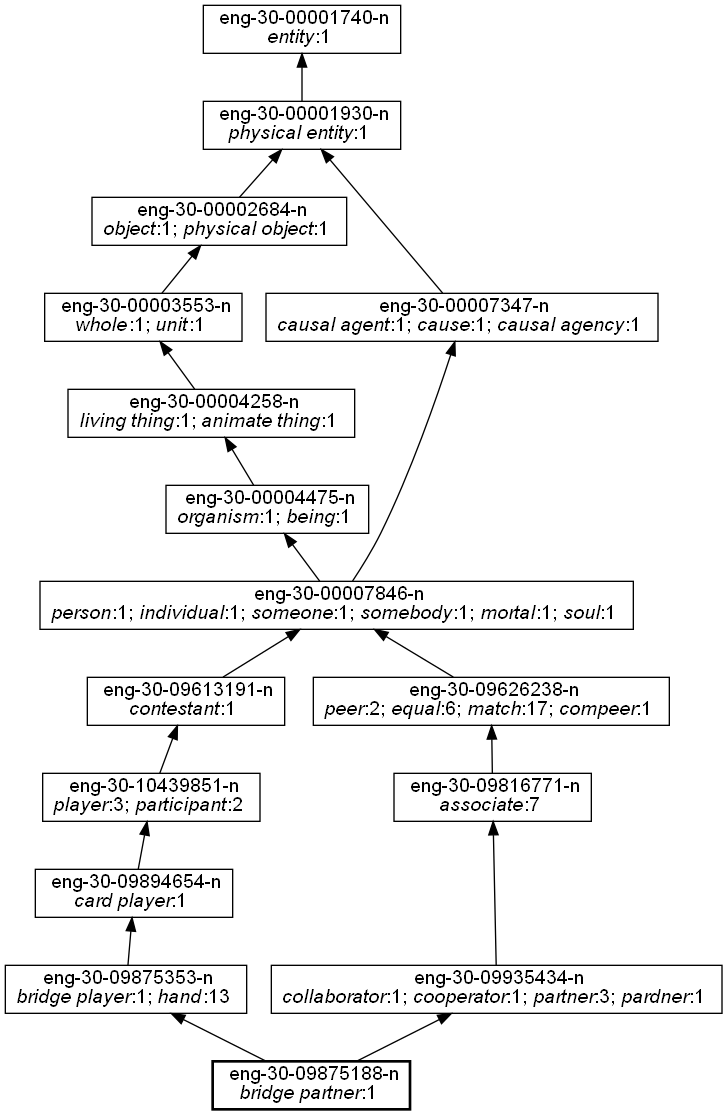 eng-30-00001740-n
entity:1
eng-30-00001930-n
physical entity:1
eng-30-00002684-n
object:1; physical object:1
eng-30-00003553-n
whole:1; unit:1
eng-30-00007347-n
causal agent:1; cause:1; causal agency:1
eng-30-00004258-n
living thing:1; animate thing:1
eng-30-00004475-n
organism:1; being:1
eng-30-00007846-n
person:1; individual:1; someone:1; somebody:1; mortal:1; soul:1
eng-30-09613191-n
contestant:1
eng-30-09626238-n
peer:2; equal:6; match:17; compeer:1
eng-30-10439851-n
player:3; participant:2
eng-30-09816771-n
associate:7
eng-30-09894654-n
card player:1
eng-30-09875353-n
bridge player:1; hand:13
eng-30-09935434-n
collaborator:1; cooperator:1; partner:3; pardner:1
eng-30-09875188-n
bridge partner:1